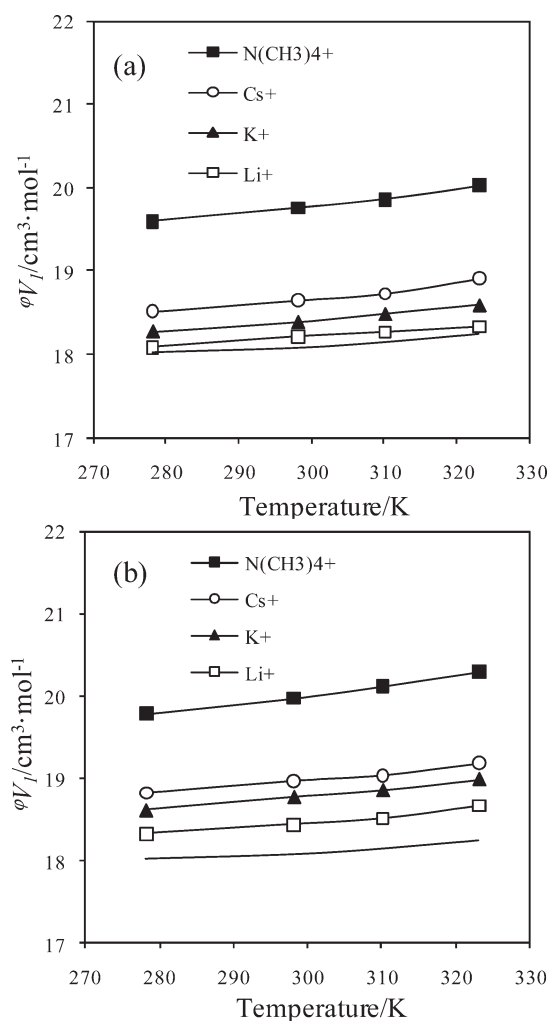 22
(a)
N(CH3)4+
21
Cs+
K+
20
Li+
φV1/cm³·mol⁻¹
19
18
17
270 280 290 300 310 320 330
Temperature/K
22
(b)
N(CH3)4+
21
Cs+
K+
20
Li+
φV1/cm³·mol⁻¹
19
18
17
270 280 290 300 310 320 330
Temperature/K